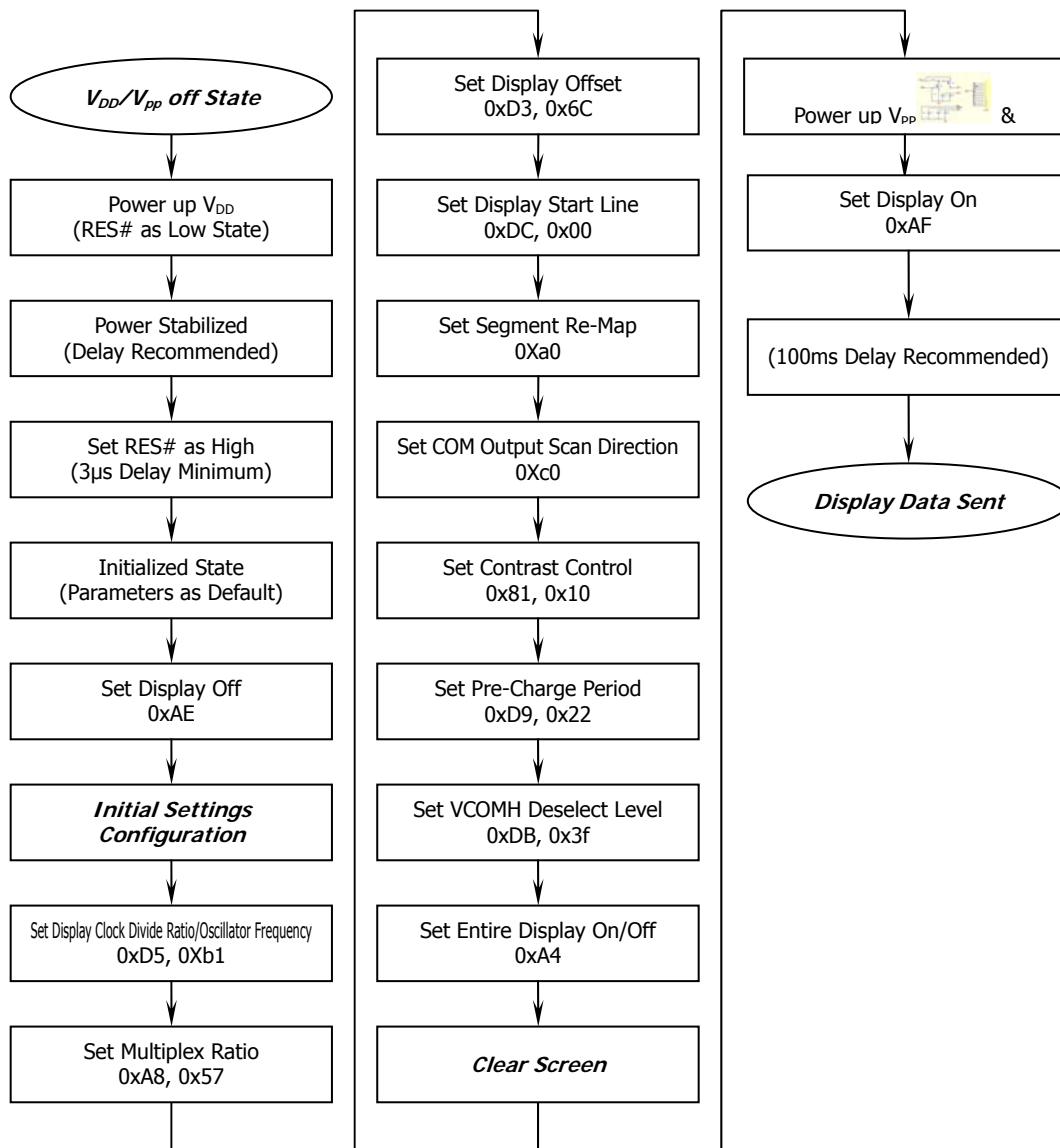 V_DD/V_pp off State
Power up V_DD
(RES# as Low State)
Power Stabilized
(Delay Recommended)
Set RES# as High
(3µs Delay Minimum)
Initialized State
(Parameters as Default)
Set Display Off
0xAE
Initial Settings
Configuration
Set Display Clock Divide Ratio/Oscillator Frequency
0xD5, 0Xb1
Set Multiplex Ratio
0xA8, 0x57
Set Display Offset
0xD3, 0x6C
Set Display Start Line
0xDC, 0x00
Set Segment Re-Map
0Xa0
Set COM Output Scan Direction
0Xc0
Set Contrast Control
0x81, 0x10
Set Pre-Charge Period
0xD9, 0x22
Set VCOMH Deselect Level
0xDB, 0x3f
Set Entire Display On/Off
0xA4
Clear Screen
Power up V_PP &
Set Display On
0xAF
(100ms Delay Recommended)
Display Data Sent